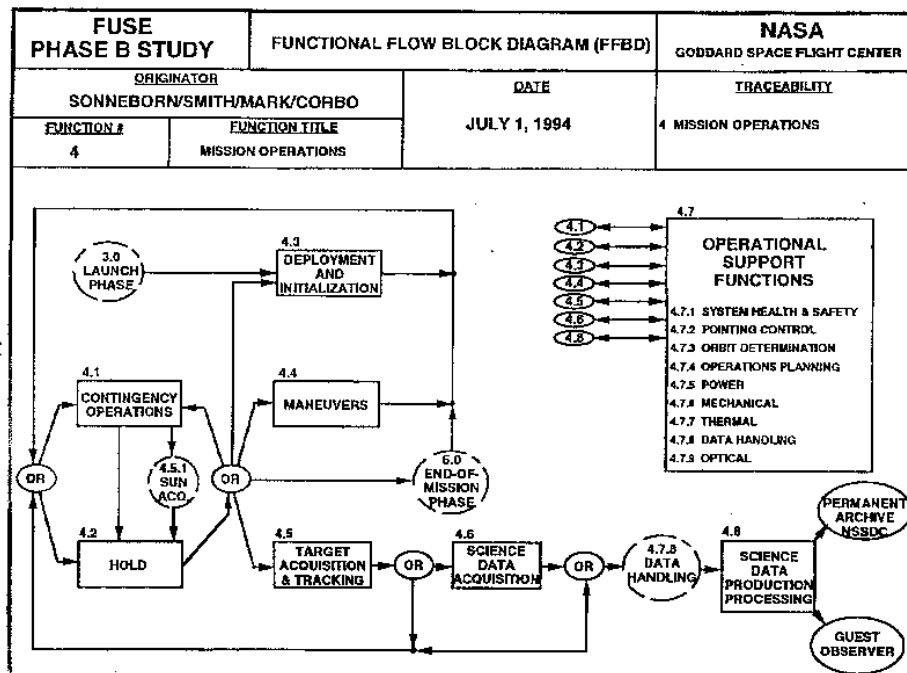 FUSE
PHASE B STUDY
FUNCTIONAL FLOW BLOCK DIAGRAM (FFBD)
NASA
GODDARD SPACE FLIGHT CENTER
ORIGINATOR
SONNEBORN/SMITH/MARK/CORBO
DATE
JULY 1, 1994
TRACEABILITY
4 MISSION OPERATIONS
FUNCTION #
4
FUNCTION TITLE
MISSION OPERATIONS
3.0
LAUNCH
PHASE
4.3
DEPLOYMENT
AND
INITIALIZATION
4.1
CONTINGENCY
OPERATIONS
4.4
MANEUVERS
OR
4.5.1
SUN
ACQ.
OR
6.0
END-OF-
MISSION
PHASE
4.2
HOLD
4.5
TARGET
ACQUISITION
& TRACKING
OR
4.6
SCIENCE
DATA
ACQUISITION
OR
4.7.8
DATA
HANDLING
4.8
SCIENCE
DATA
PRODUCTION
PROCESSING
PERMANENT
ARCHIVE
NSSDC
GUEST
OBSERVER
4.1
4.2
4.3
4.4
4.5
4.6
4.8
4.7
OPERATIONAL
SUPPORT
FUNCTIONS
4.7.1 SYSTEM HEALTH & SAFETY
4.7.2 POINTING CONTROL
4.7.3 ORBIT DETERMINATION
4.7.4 OPERATIONS PLANNING
4.7.5 POWER
4.7.6 MECHANICAL
4.7.7 THERMAL
4.7.8 DATA HANDLING
4.7.9 OPTICAL